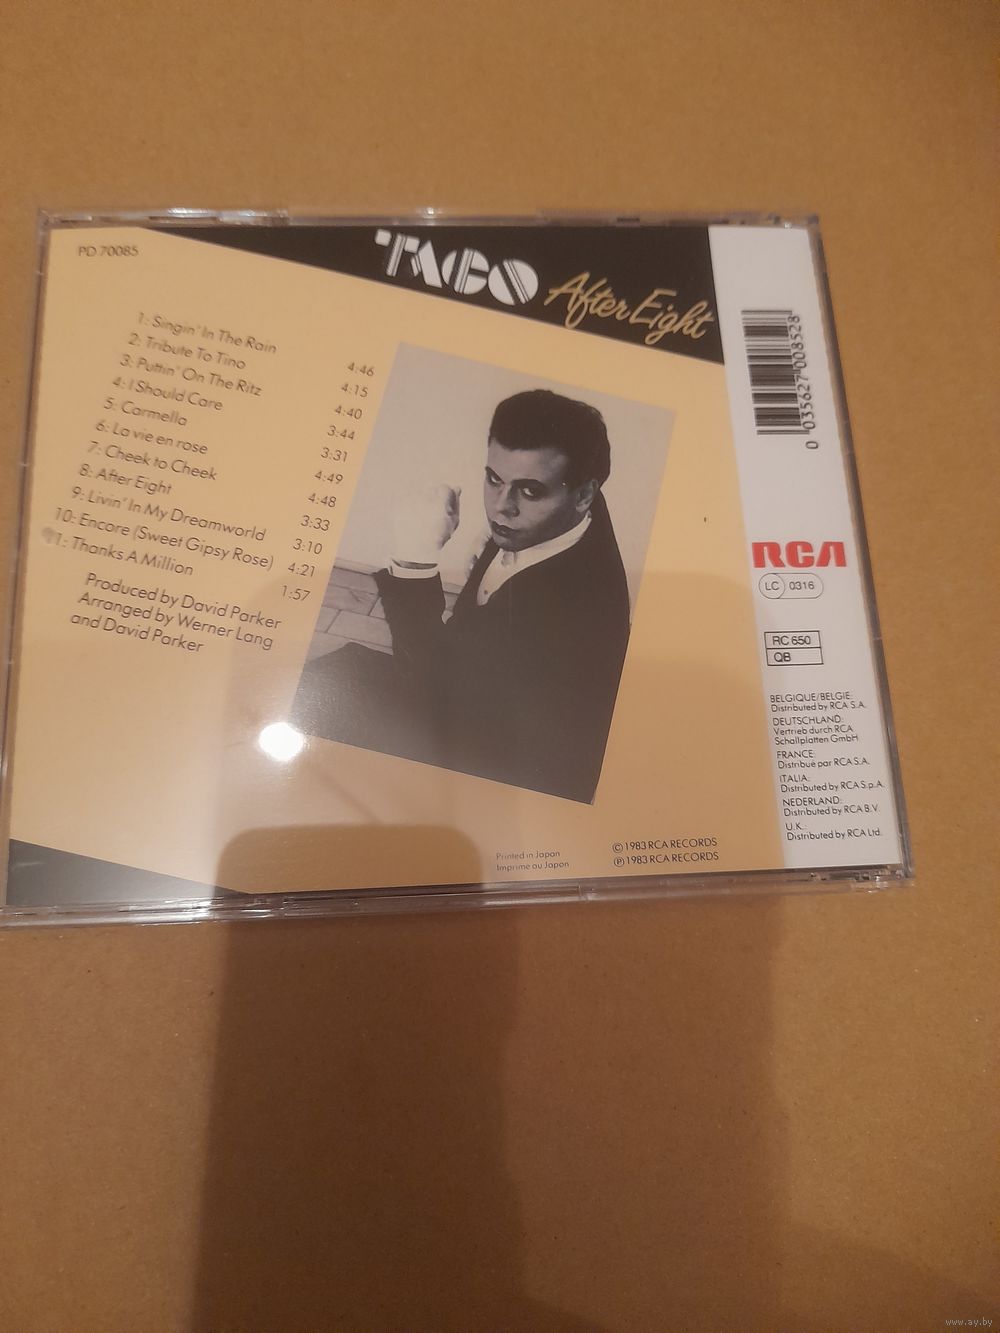 PD 70085
TACO
After Eight
1: Singin' In The Rain 4:46
2: Tribute To Tino 4:15
3: Puttin' On The Ritz 4:40
4: I Should Care 3:44
5: Carmella 3:31
6: La vie en rose 4:49
7: Cheek to Cheek 4:48
8: After Eight 3:33
9: Livin' In My Dreamworld 3:10
10: Encore (Sweet Gipsy Rose) 4:21
11: Thanks A Million 1:57
Produced by David Parker
Arranged by Werner Lang
and David Parker
Printed in Japan
Imprime au Japon
© 1983 RCA RECORDS
℗ 1983 RCA RECORDS
0 035627 008528
RCA
LC 0316
RC 650
QB
BELGIQUE/BELGIE:
Distributed by RCA S.A.
DEUTSCHLAND:
Vertrieb durch RCA
Schallplatten GmbH
FRANCE:
Distribué par RCA S.A.
ITALIA:
Distributed by RCA S.p.A.
NEDERLAND:
Distributed by RCA B.V.
U.K.
Distributed by RCA Ltd.
www.ay.by